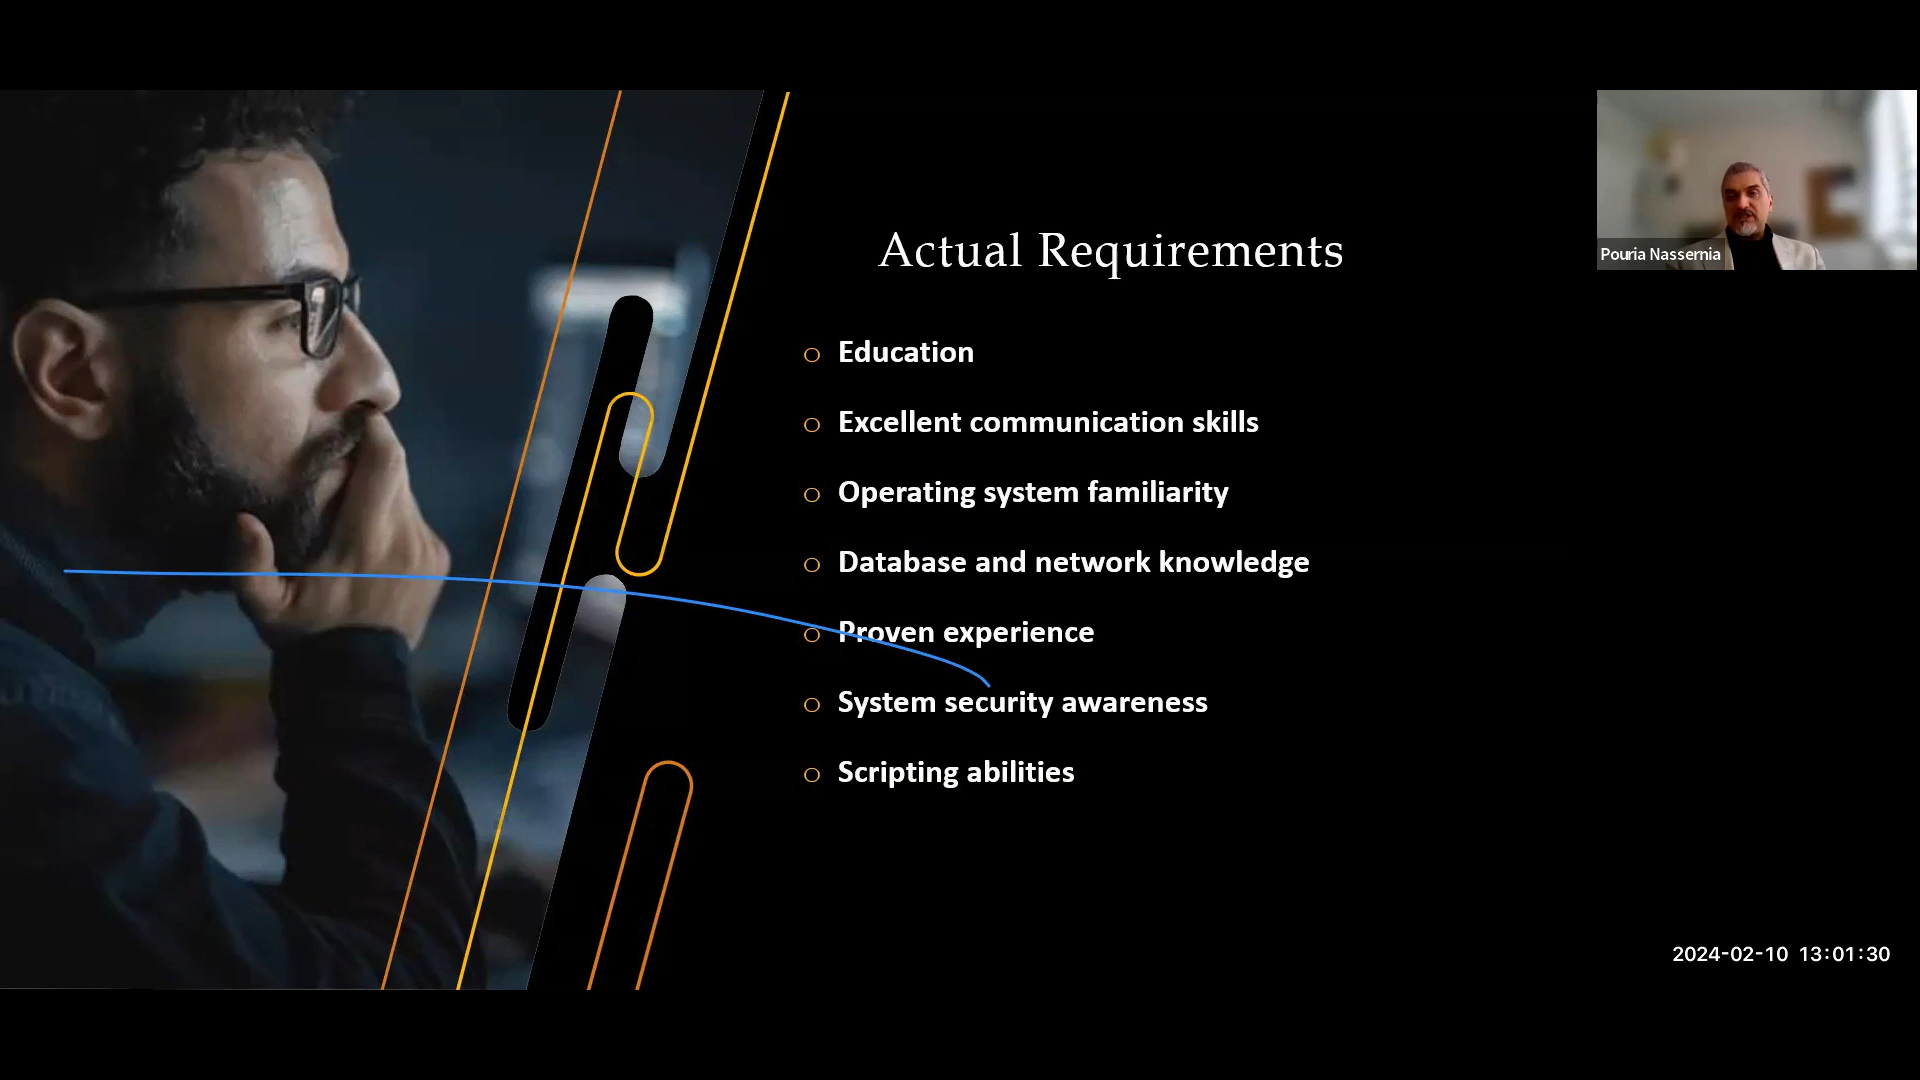 Actual Requirements
Pouria Nassernia
Education
Excellent communication skills
Operating system familiarity
Database and network knowledge
Proven experience
System security awareness
Scripting abilities
2024-02-10 13:01:30